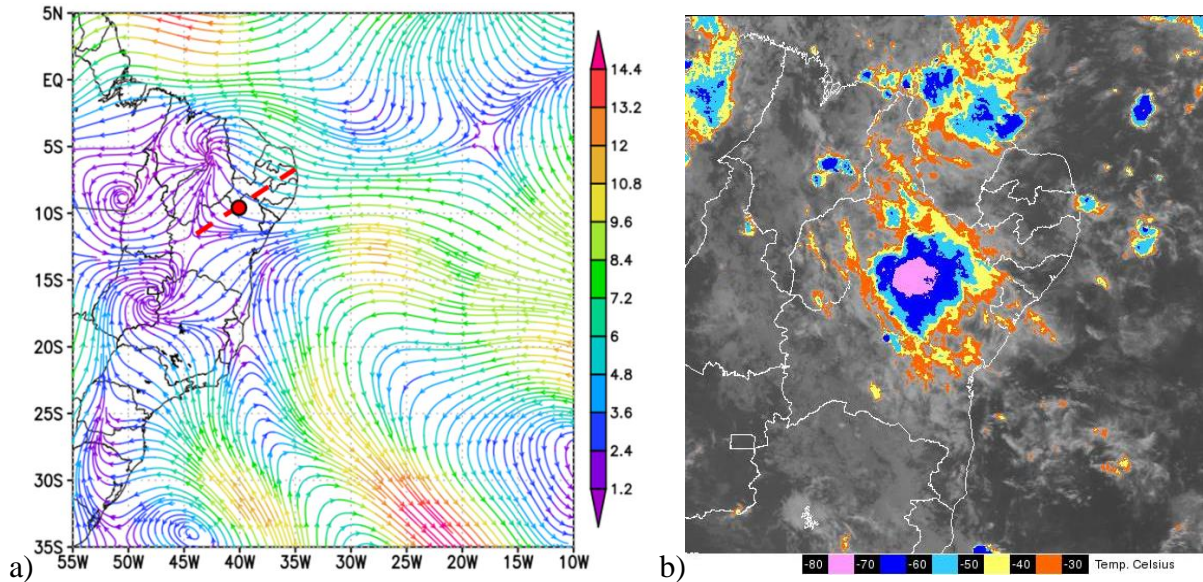 5N
EQ
5S
10S
15S
20S
25S
30S
35S
55W 50W 45W 40W 35W 30W 25W 20W 15W 10W
14.4
13.2
12
10.8
9.6
8.4
7.2
6
4.8
3.6
2.4
1.2
a)
b)
-80 -70 -60 -50 -40 -30 Temp. Celsius